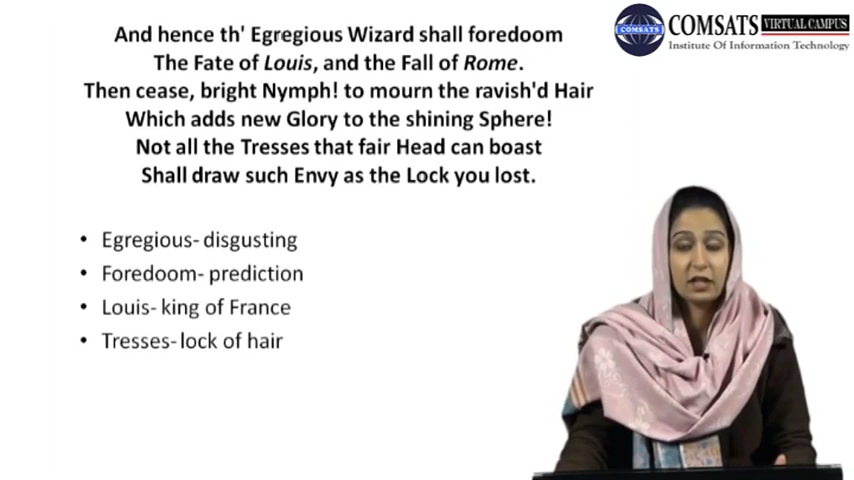 And hence th' Egregious Wizard shall foredoom
The Fate of Louis, and the Fall of Rome.
Then cease, bright Nymph! to mourn the ravish'd Hair
Which adds new Glory to the shining Sphere!
Not all the Tresses that fair Head can boast
Shall draw such Envy as the Lock you lost.
• Egregious- disgusting
• Foredoom- prediction
• Louis- king of France
• Tresses- lock of hair
COMSATS
COMSATS VIRTUAL CAMPUS
Institute Of Information Technology